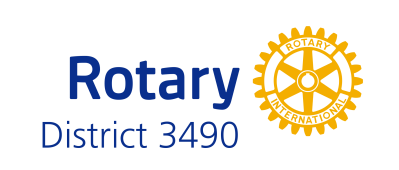 Rotary
District 3490
ROTARY
INTERNATIONAL